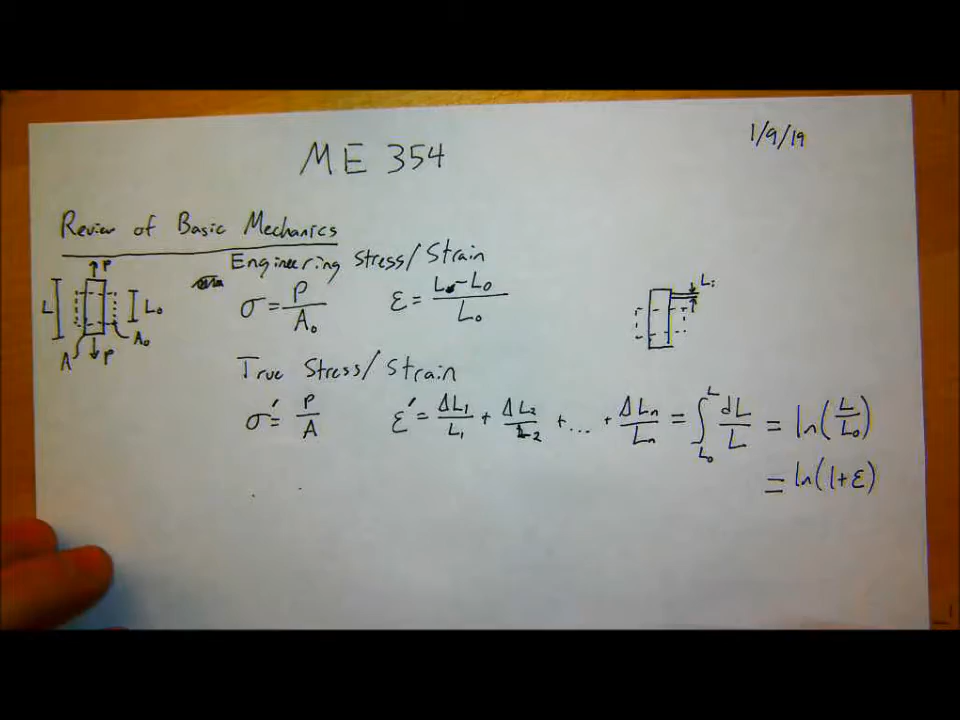 ME 354
1/9/19
Review of Basic Mechanics
Engineering Stress/Strain
P
L
L₀
A
A₀
P
σ = P/A₀
ε = (L - L₀)/L₀
Lᵢ
True Stress/Strain
σ' = P/A
ε' = ΔL₁/L₁ + ΔL₂/L₂ + ... + ΔLₙ/Lₙ = ∫_{L₀}^{L} dL/L = ln(L/L₀)
= ln(1+ε)